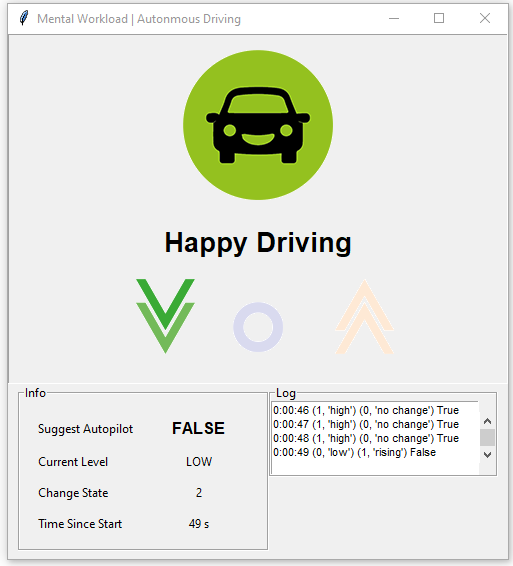 Mental Workload | Autonmous Driving
Happy Driving
Info
Suggest Autopilot FALSE
Current Level LOW
Change State 2
Time Since Start 49 s
Log
0:00:46 (1, 'high') (0, 'no change') True
0:00:47 (1, 'high') (0, 'no change') True
0:00:48 (1, 'high') (0, 'no change') True
0:00:49 (0, 'low') (1, 'rising') False